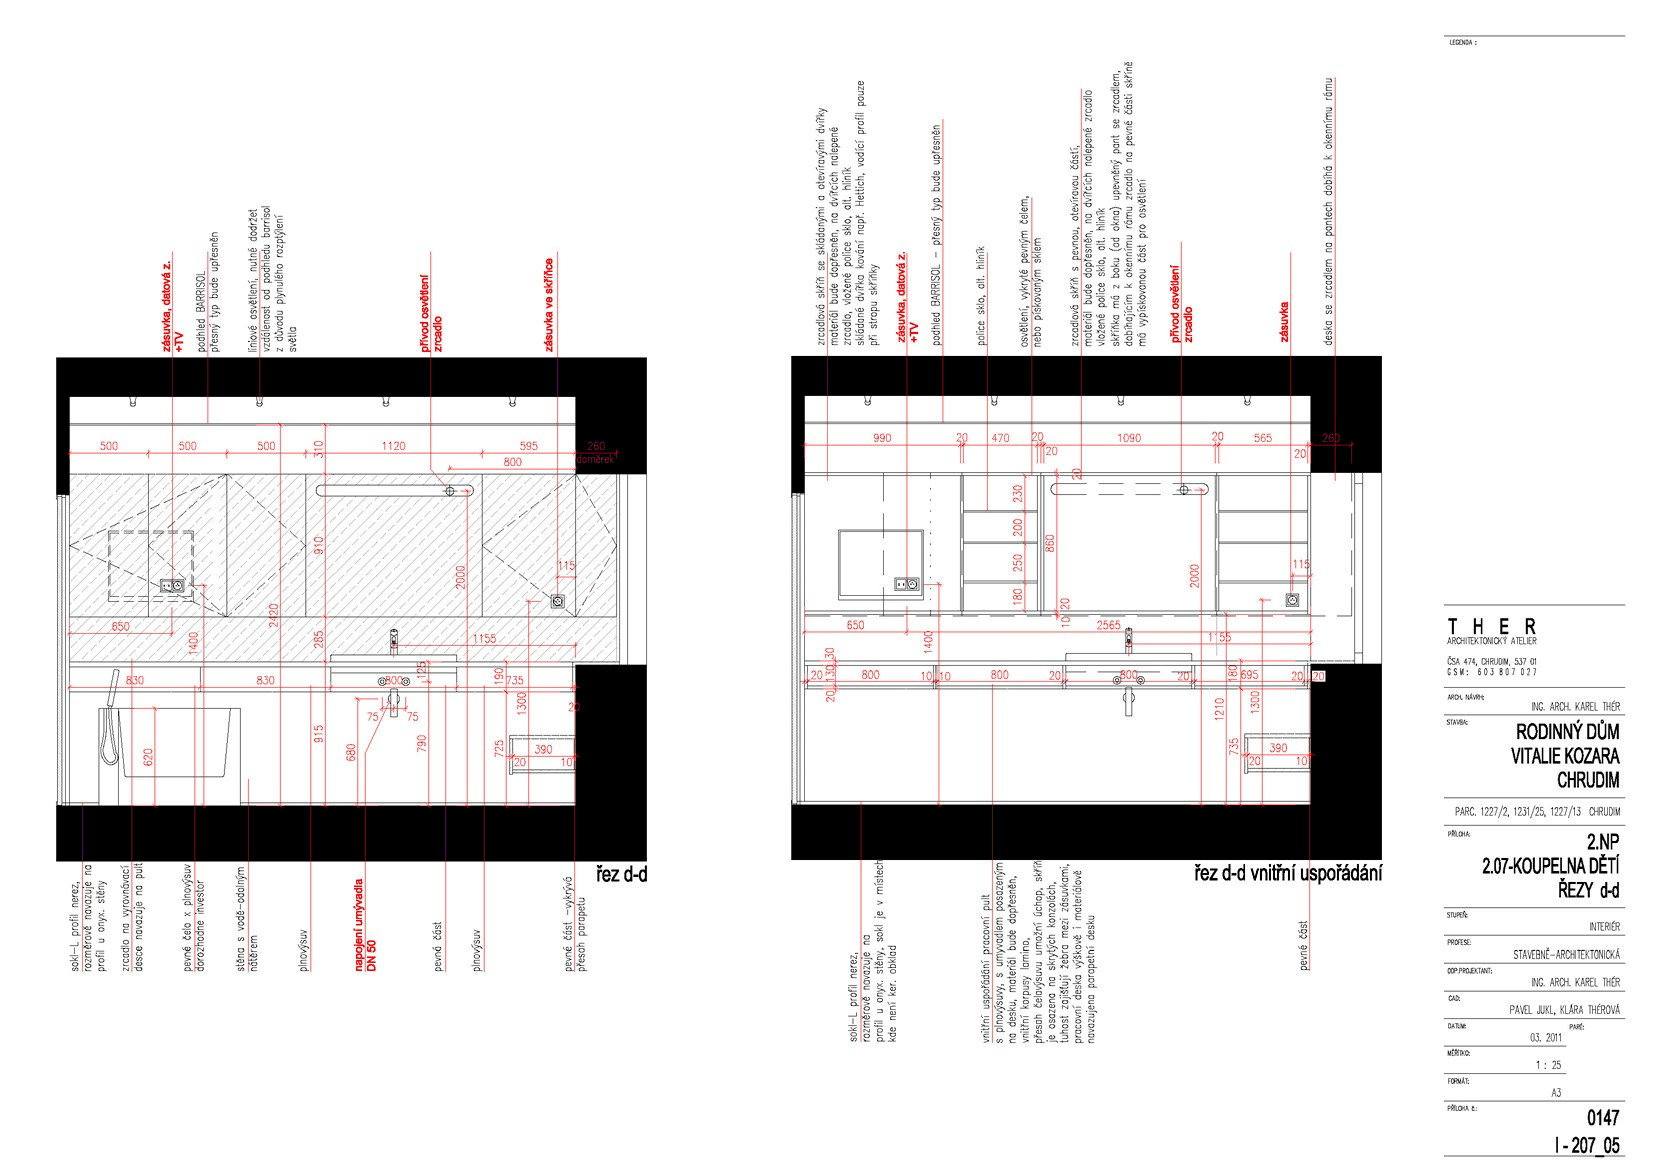 zásuvka, datová z.
+TV
podhled BARRISOL
přesný typ bude upřesněn
líniové osvětlení, nutné dodržet
vzdálenost od podhledu barrisol
z důvodu plynulého rozptýlení
světla
přívod osvětlení
zrcadlo
zásuvka ve skříňce
500
500
500
310
1120
595
260
doměrek
800
910
2000
2420
115
650
1400
285
1155
830
830
800
125
190
735
1300
20
75
75
620
915
680
790
725
390
20
10
řez d-d
sokl-L profil nerez,
rozměrově navazuje na
profil u onyx. stěny
zrcadlo na vyrovnávací
desce navazuje na pult
pevné čelo x plnovýsuv
dorozhodne investor
stěna s vodě-odolným
nátěrem
plnovýsuv
napojení umývadla
DN 50
pevná část
plnovýsuv
pevná část -vykrývá
přesah parapetu
zrcadlová skříň se skládanými a otevíravými dvířky
materiál bude dopřesněn, na dvířcích nalepené
zrcadlo, vložené police sklo, alt. hliník
skládané dvířka kování např. Hettich, vodící profil pouze
při stropu skříňky
zásuvka, datová z.
+TV
podhled BARRISOL - přesný typ bude upřesněn
police sklo, alt. hliník
osvětlení, vykryté pevným čelem,
nebo pískovaným sklem
zrcadlová skříň s pevnou, otevíravou částí,
materiál bude dopřesněn, na dvířcích nalepené zrcadlo
vložené police sklo, alt. hliník
skříňka má z boku (od okna) upevněný pant se zrcadlem,
dobíhajícím k okennímu rámu zrcadlo na pevné části skříně
má vypískovanou část pro osvětlení
přívod osvětlení
zrcadlo
zásuvka
deska se zrcadlem na pantech dobíhá k okennímu rámu
990
20
470
20
20
1090
20
565
20
260
20
230
200
250
180
860
2000
115
650
1400
10
20
2565
1155
30
130
20
20
800
10
10
800
800
20
180
695
20
20
1210
1300
735
390
20
10
řez d-d vnitřní uspořádání
sokl-L profil nerez,
rozměrově navazuje na
profil u onyx. stěny, sokl je v místech
kde není ker. obklad
vnitřní uspořádání pracovní pult
s plnovýsuvy, s umyvadlem posazeným
na desku, materiál bude dopřesněn,
vnitřní korpusy lamino,
přesah čelavýsuvu umožní úchop, skříň
je osazena na skrytých konzolách,
tuhost zajišťují žebra mezi zásuvkami,
pracovní deska výškově i materiálově
navazujena parapetní desku
pevné část
LEGENDA :
THER
ARCHITEKTONICKÝ ATELIER
ČSA 474, CHRUDIM, 537 01
GSM: 603 807 027
ARCH. NÁVRH:
ING. ARCH. KAREL THÉR
STAVBA:
RODINNÝ DŮM
VITALIE KOZARA
CHRUDIM
PARC. 1227/2, 1231/25, 1227/13 CHRUDIM
PŘÍLOHA:
2.NP
2.07-KOUPELNA DĚTÍ
ŘEZY d-d
STUPEŇ:
INTERIÉR
PROFESE:
STAVEBNĚ-ARCHITEKTONICKÁ
ODP.PROJEKTANT:
ING. ARCH. KAREL THÉR
CAD:
PAVEL JUKL, KLÁRA THÉROVÁ
DATUM:
PARÉ:
03. 2011
MĚŘÍTKO:
1 : 25
FORMÁT:
A3
PŘÍLOHA č.:
0147
I - 207_05